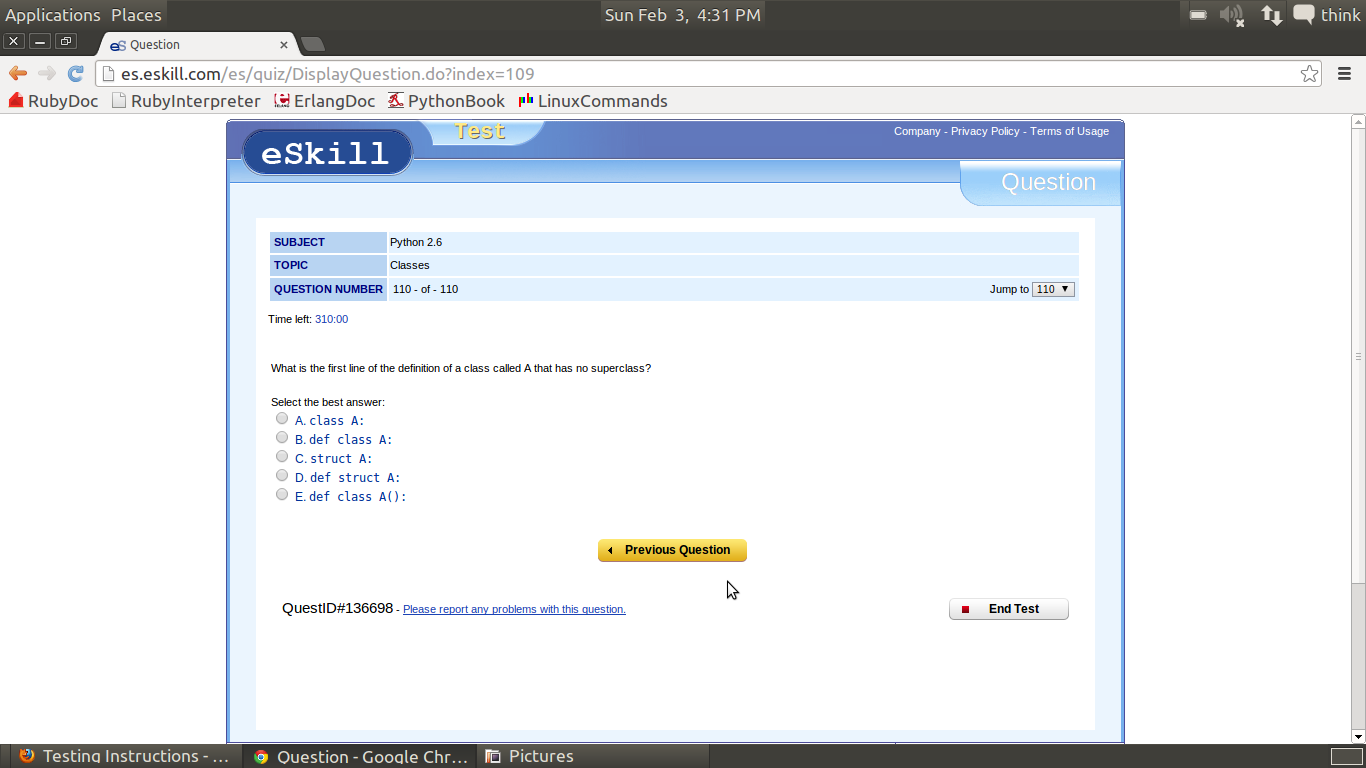 Applications Places Sun Feb 3, 4:31 PM think
eS Question
es.eskill.com/es/quiz/DisplayQuestion.do?index=109
RubyDoc RubyInterpreter ErlangDoc PythonBook LinuxCommands
Test
Company - Privacy Policy - Terms of Usage
eSkill
Question
SUBJECT Python 2.6
TOPIC Classes
QUESTION NUMBER 110 - of - 110 Jump to 110
Time left: 310:00
What is the first line of the definition of a class called A that has no superclass?
Select the best answer:
A. class A:
B. def class A:
C. struct A:
D. def struct A:
E. def class A():
Previous Question
QuestID#136698 - Please report any problems with this question.
End Test
Testing Instructions - ... Question - Google Chr... Pictures